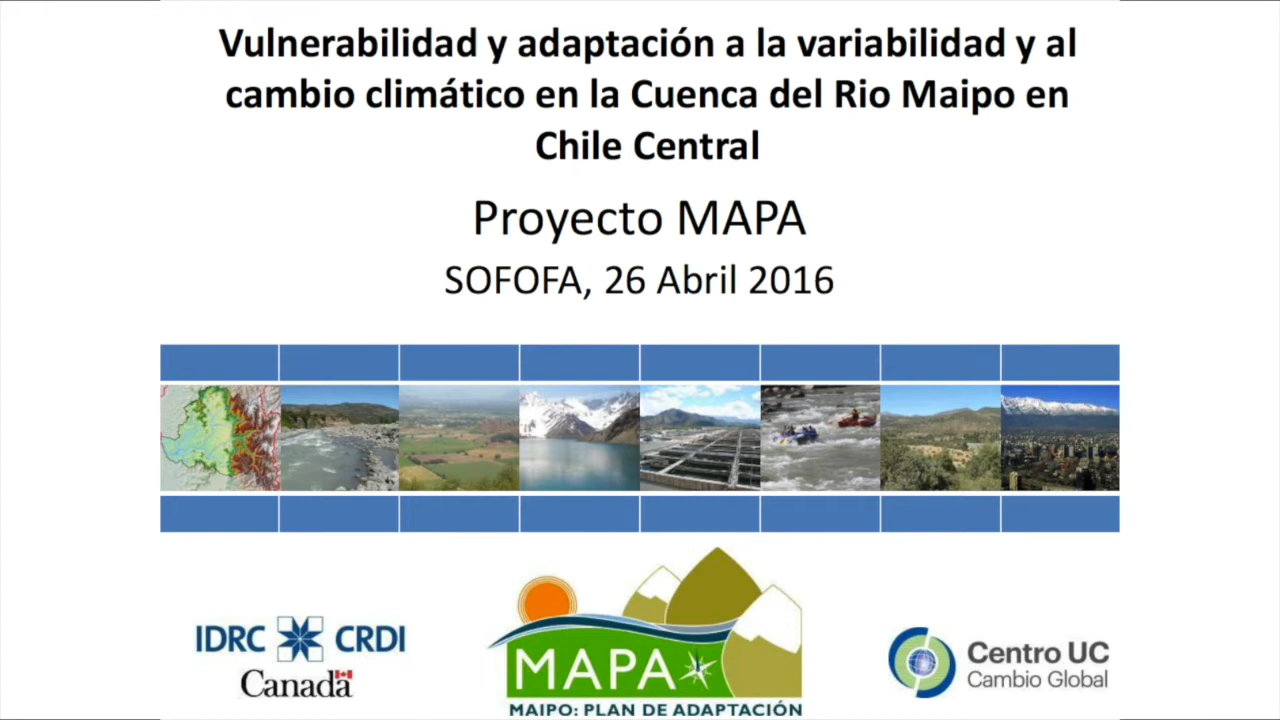 Vulnerabilidad y adaptación a la variabilidad y al
cambio climático en la Cuenca del Rio Maipo en
Chile Central
Proyecto MAPA
SOFOFA, 26 Abril 2016
IDRC CRDI
Canada
MAPA
MAIPO: PLAN DE ADAPTACIÓN
Centro UC
Cambio Global